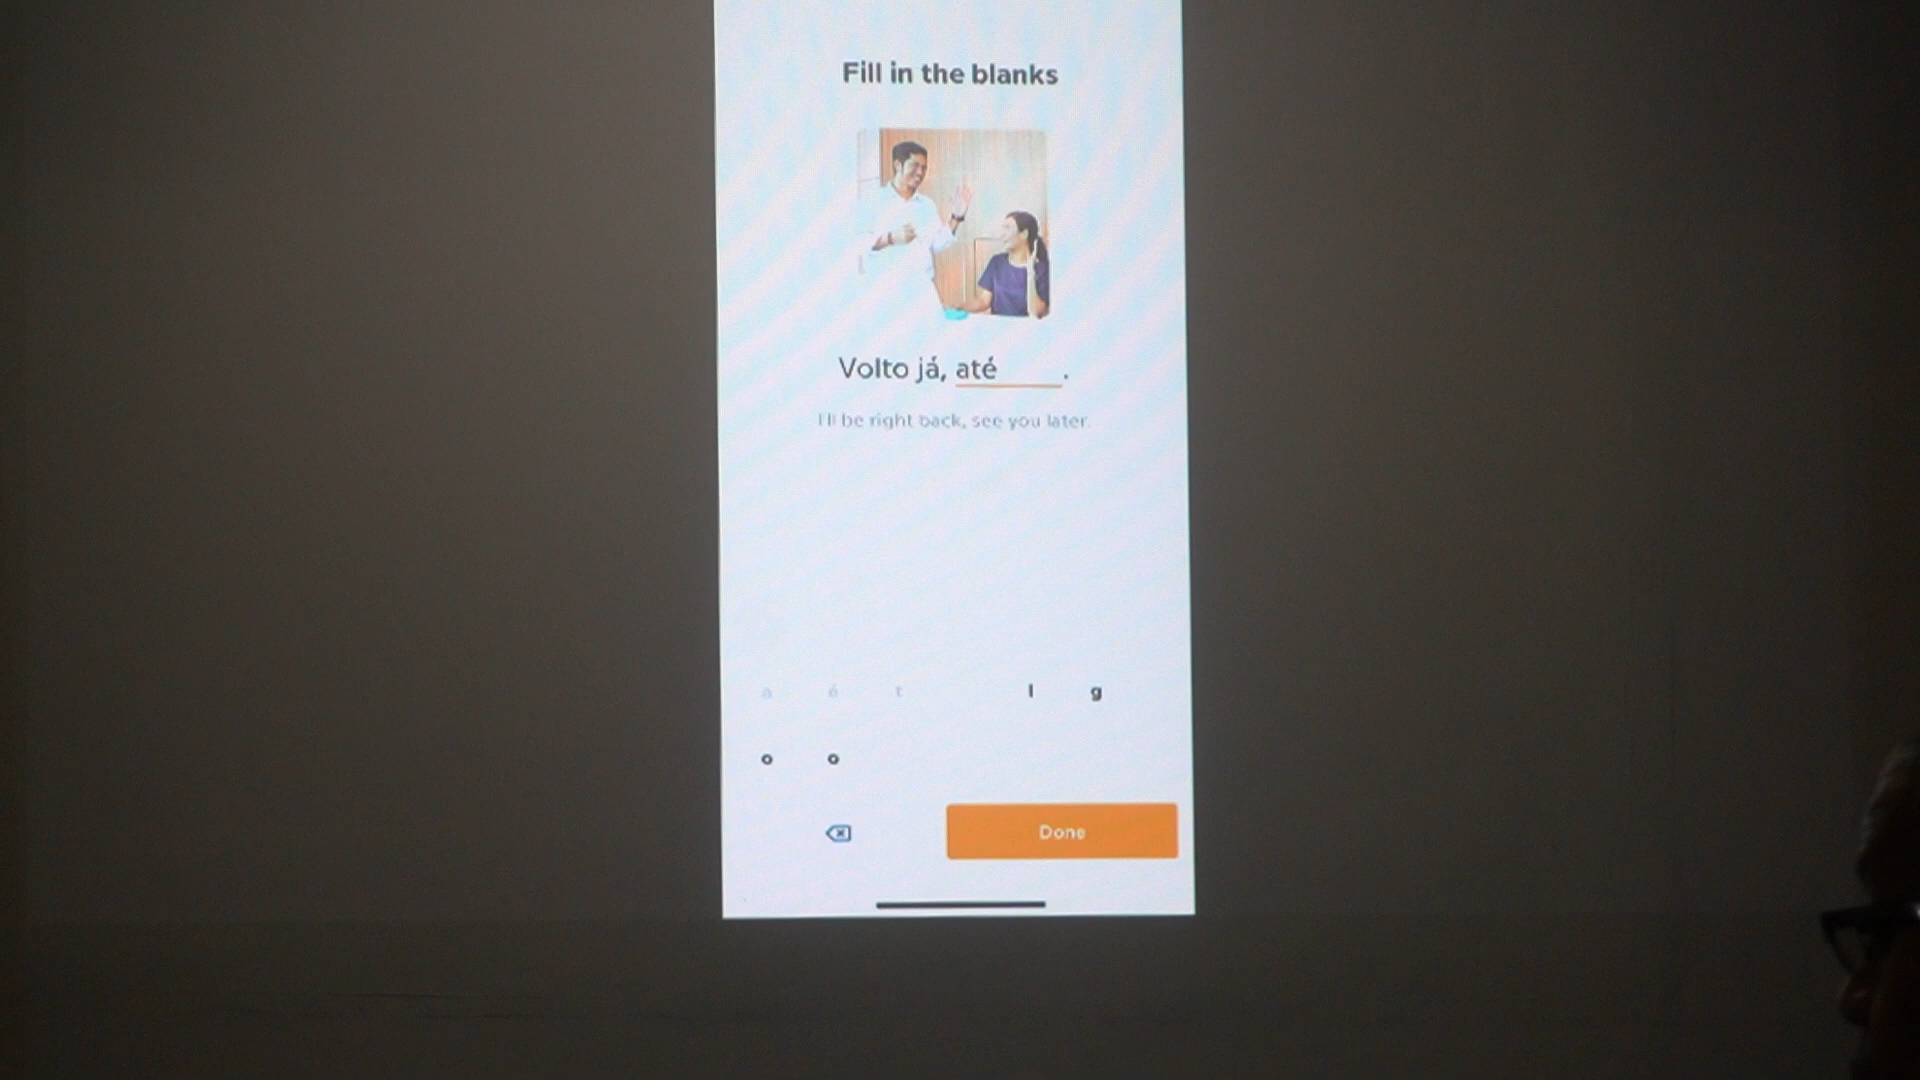 Fill in the blanks
Volto já, até .
I'll be right back, see you later.
a é t l g
o o
Done